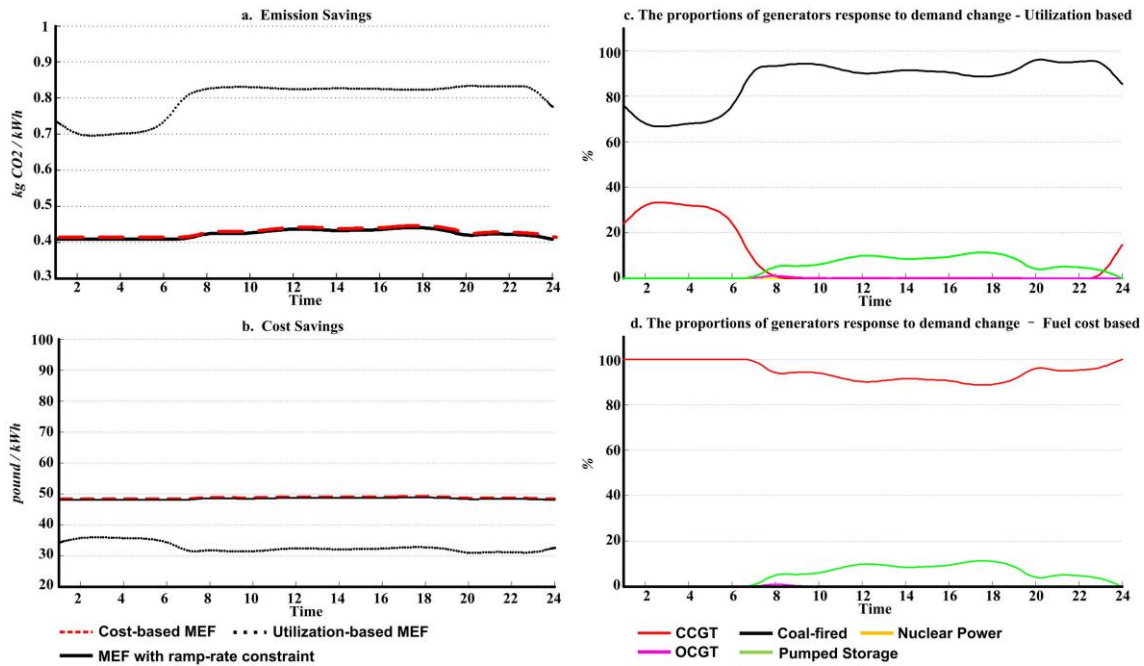 a. Emission Savings
1
0.9
0.8
0.7
0.6
0.5
0.4
0.3
kg CO2 / kWh
2 4 6 8 10 12 14 16 18 20 22 24
Time
b. Cost Savings
100
90
80
70
60
50
40
30
20
pound / kWh
2 4 6 8 10 12 14 16 18 20 22 24
Time
Cost-based MEF Utilization-based MEF
MEF with ramp-rate constraint
c. The proportions of generators response to demand change - Utilization based
100
80
60
40
20
0
%
2 4 6 8 10 12 14 16 18 20 22 24
Time
d. The proportions of generators response to demand change - Fuel cost based
100
80
60
40
20
0
%
2 4 6 8 10 12 14 16 18 20 22 24
Time
CCGT Coal-fired Nuclear Power
OCGT Pumped Storage